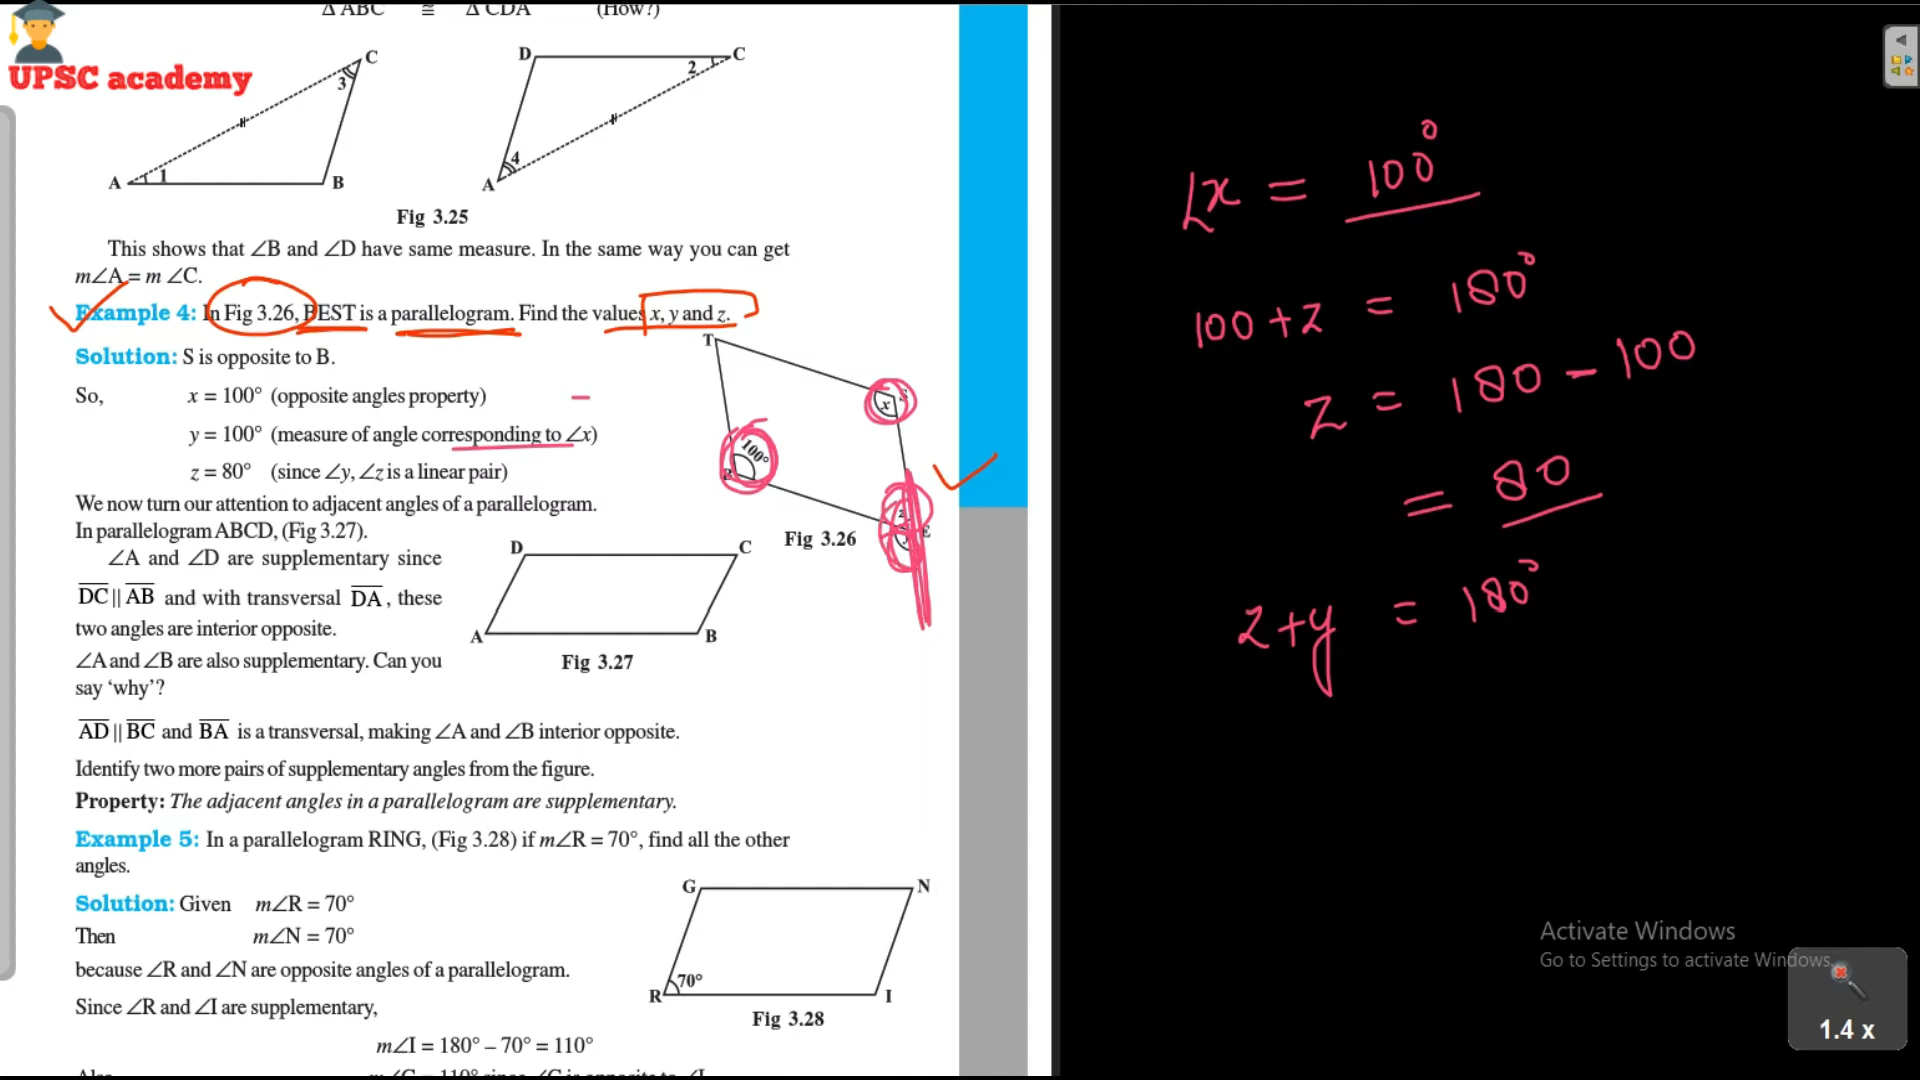 Δ ABC ≅ Δ CDA (How?)
UPSC academy
C
3
A
1
B
D
C
2
4
A
Fig 3.25
This shows that ∠B and ∠D have same measure. In the same way you can get
m∠A = m ∠C.
Example 4: In Fig 3.26, BEST is a parallelogram. Find the values x, y and z.
Solution: S is opposite to B.
So, x = 100° (opposite angles property)
y = 100° (measure of angle corresponding to ∠x)
z = 80° (since ∠y, ∠z is a linear pair)
T
S
x
100°
z
E
Fig 3.26
We now turn our attention to adjacent angles of a parallelogram.
In parallelogram ABCD, (Fig 3.27).
∠A and ∠D are supplementary since
DC || AB and with transversal DA, these
two angles are interior opposite.
∠A and ∠B are also supplementary. Can you
say ‘why’?
D
C
A
B
Fig 3.27
AD || BC and BA is a transversal, making ∠A and ∠B interior opposite.
Identify two more pairs of supplementary angles from the figure.
Property: The adjacent angles in a parallelogram are supplementary.
Example 5: In a parallelogram RING, (Fig 3.28) if m∠R = 70°, find all the other
angles.
Solution: Given m∠R = 70°
Then m∠N = 70°
because ∠R and ∠N are opposite angles of a parallelogram.
Since ∠R and ∠I are supplementary,
m∠I = 180° – 70° = 110°
G
N
70°
R
I
Fig 3.28
∠x = 100°
100 + z = 180°
z = 180 - 100
= 80
z + y = 180°
Activate Windows
Go to Settings to activate Windows.
1.4 x